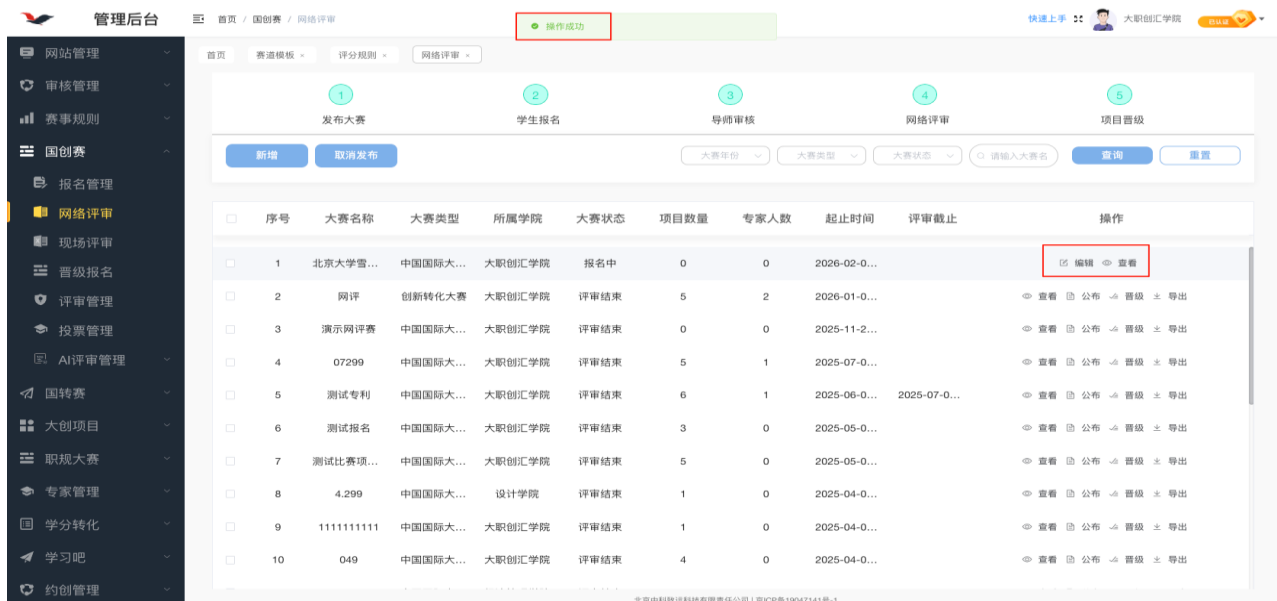 管理后台
首页 / 国创赛 / 网络评审
操作成功
快速上手
大职创汇学院
已认证
网站管理
审核管理
赛事规则
国创赛
报名管理
网络评审
现场评审
晋级报名
评审管理
投票管理
AI评审管理
国转赛
大创项目
职规大赛
专家管理
学分转化
学习吧
约创管理
首页 赛道模板 × 评分规则 × 网络评审 ×
1 2 3 4 5
发布大赛 学生报名 导师审核 网络评审 项目晋级
新增 取消发布 大赛年份 大赛类型 大赛状态 请输入大赛名 查询 重置
序号 大赛名称 大赛类型 所属学院 大赛状态 项目数量 专家人数 起止时间 评审截止 操作
1 北京大学雪... 中国国际大... 大职创汇学院 报名中 0 0 2026-02-0... 编辑 查看
2 网评 创新转化大赛 大职创汇学院 评审结束 5 2 2026-01-0... 查看 公布 晋级 导出
3 演示网评赛 中国国际大... 大职创汇学院 评审结束 0 0 2025-11-2... 查看 公布 晋级 导出
4 07299 中国国际大... 大职创汇学院 评审结束 5 1 2025-07-0... 查看 公布 晋级 导出
5 测试专利 中国国际大... 大职创汇学院 评审结束 6 1 2025-06-0... 2025-07-0... 查看 公布 晋级 导出
6 测试报名 中国国际大... 大职创汇学院 评审结束 3 0 2025-05-0... 查看 公布 晋级 导出
7 测试比赛项... 中国国际大... 大职创汇学院 评审结束 5 0 2025-05-0... 查看 公布 晋级 导出
8 4.299 中国国际大... 设计学院 评审结束 1 0 2025-04-0... 查看 公布 晋级 导出
9 1111111111 中国国际大... 大职创汇学院 评审结束 1 0 2025-04-0... 查看 公布 晋级 导出
10 049 中国国际大... 大职创汇学院 评审结束 4 0 2025-04-0... 查看 公布 晋级 导出